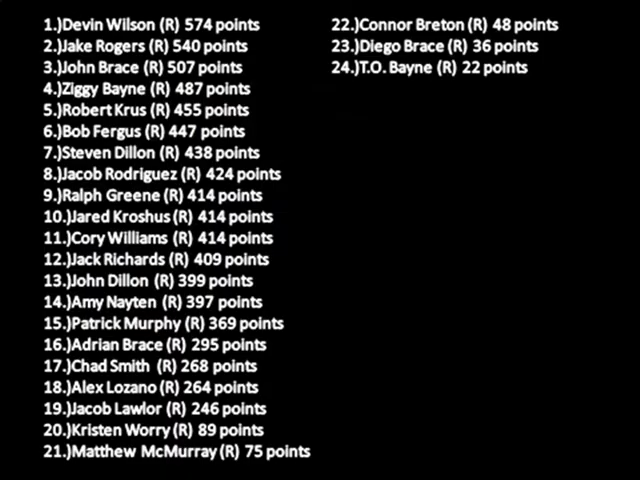 1.)Devin Wilson (R) 574 points
2.)Jake Rogers (R) 540 points
3.)John Brace (R) 507 points
4.)Ziggy Bayne (R) 487 points
5.)Robert Krus (R) 455 points
6.)Bob Fergus (R) 447 points
7.)Steven Dillon (R) 438 points
8.)Jacob Rodriguez (R) 424 points
9.)Ralph Greene (R) 414 points
10.)Jared Kroshus (R) 414 points
11.)Cory Williams (R) 414 points
12.)Jack Richards (R) 409 points
13.)John Dillon (R) 399 points
14.)Amy Nayten (R) 397 points
15.)Patrick Murphy (R) 369 points
16.)Adrian Brace (R) 295 points
17.)Chad Smith (R) 268 points
18.)Alex Lozano (R) 264 points
19.)Jacob Lawlor (R) 246 points
20.)Kristen Worry (R) 89 points
21.)Matthew McMurray (R) 75 points
22.)Connor Breton (R) 48 points
23.)Diego Brace (R) 36 points
24.)T.O. Bayne (R) 22 points